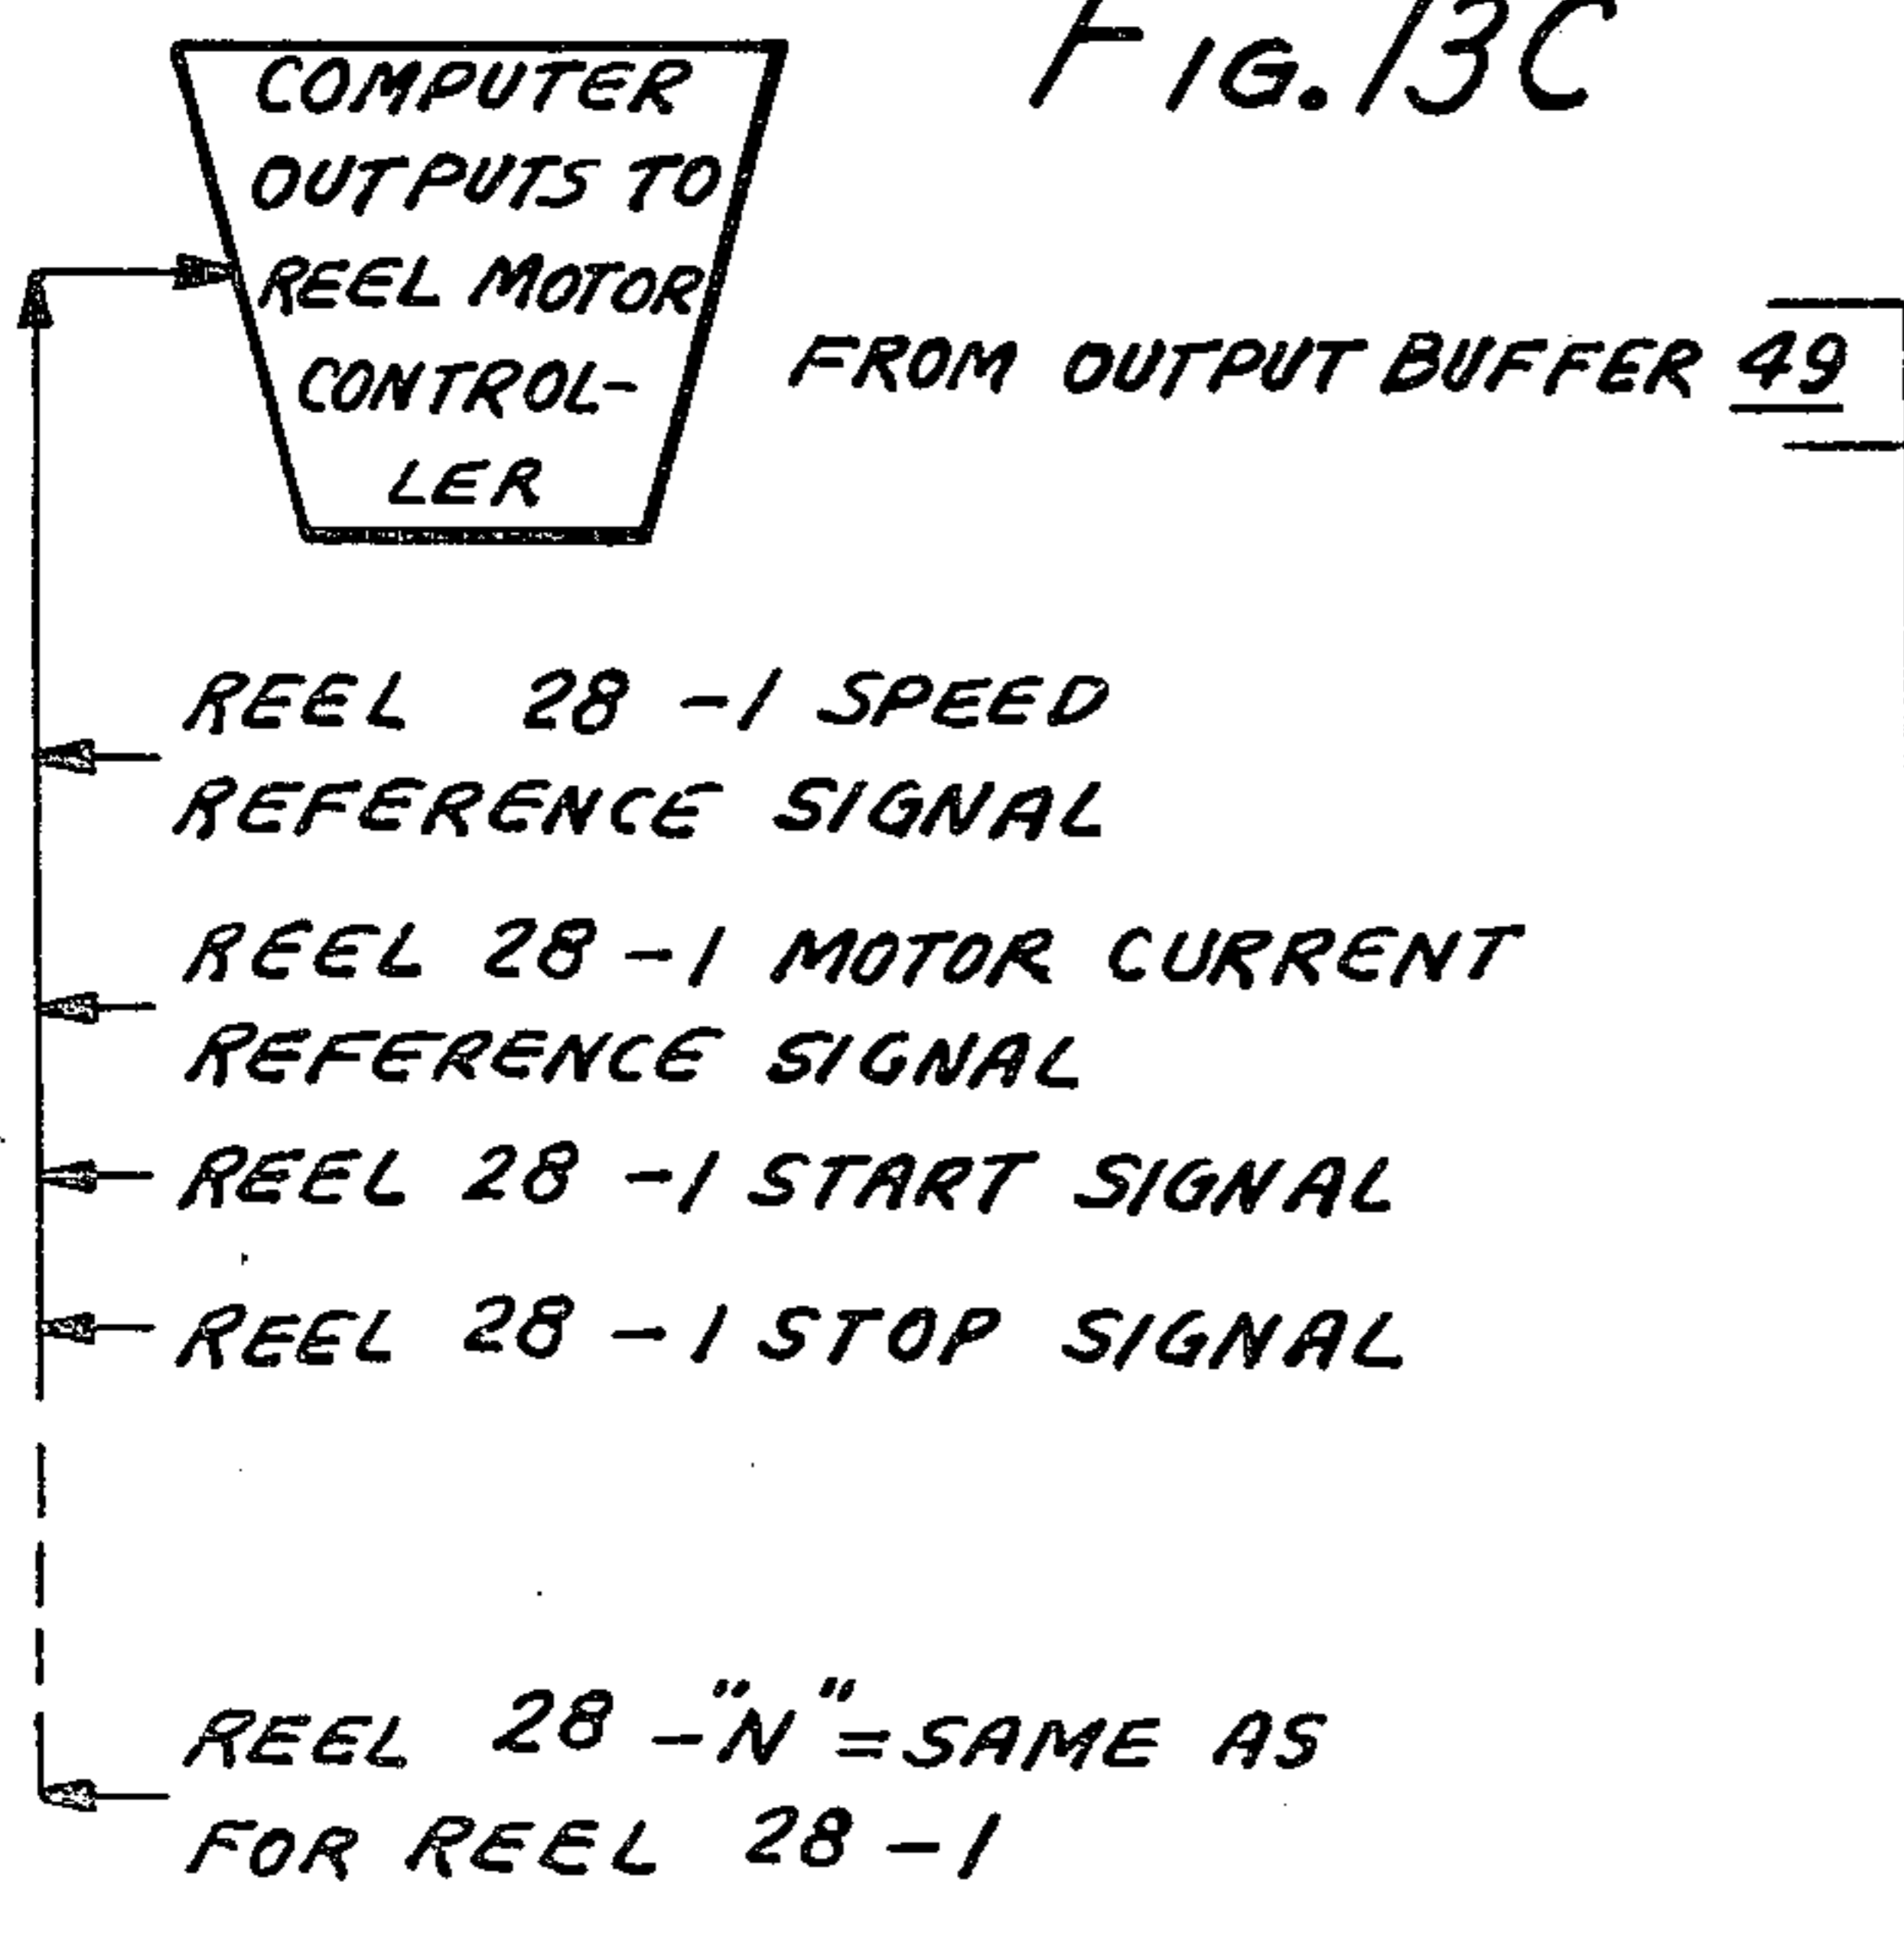 FIG. 13C
COMPUTER
OUTPUTS TO
REEL MOTOR
CONTROL-
LER
FROM OUTPUT BUFFER 49
REEL 28 -1 SPEED
REFERENCE SIGNAL
REEL 28 -1 MOTOR CURRENT
REFERENCE SIGNAL
REEL 28 -1 START SIGNAL
REEL 28 -1 STOP SIGNAL
REEL 28 -"N"=SAME AS
FOR REEL 28 -1